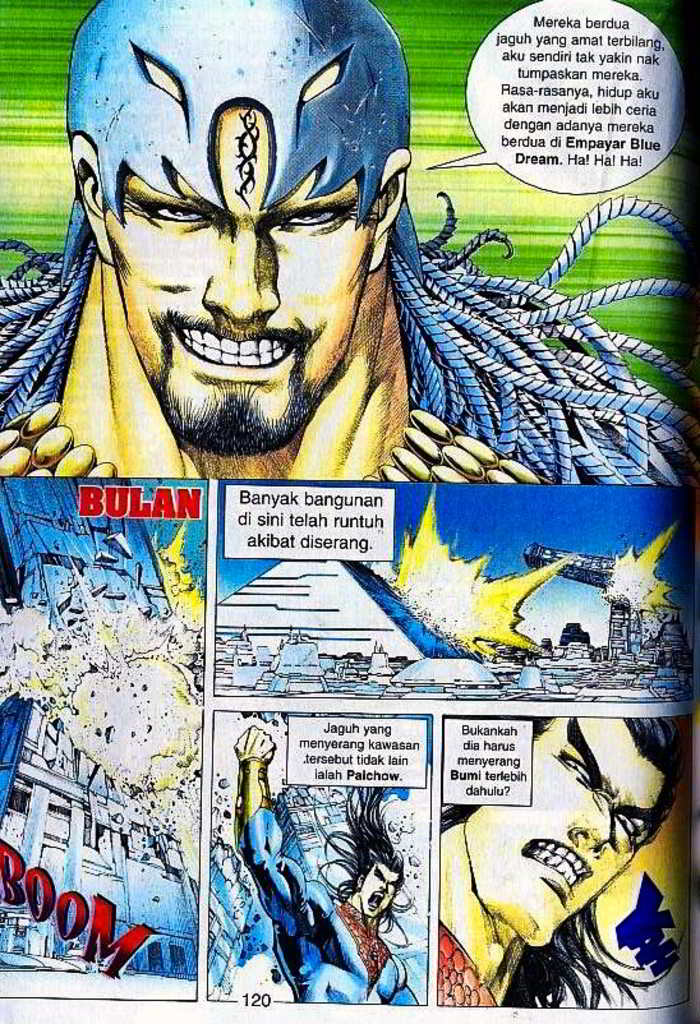 Mereka berdua
jaguh yang amat terbilang,
aku sendiri tak yakin nak
tumpaskan mereka.
Rasa-rasanya, hidup aku
akan menjadi lebih ceria
dengan adanya mereka
berdua di Empayar Blue
Dream. Ha! Ha! Ha!
BULAN
Banyak bangunan
di sini telah runtuh
akibat diserang.
BOOM
Jaguh yang
menyerang kawasan
tersebut tidak lain
ialah Paichow.
Bukankah
dia harus
menyerang
Bumi terlebih
dahulu?
120